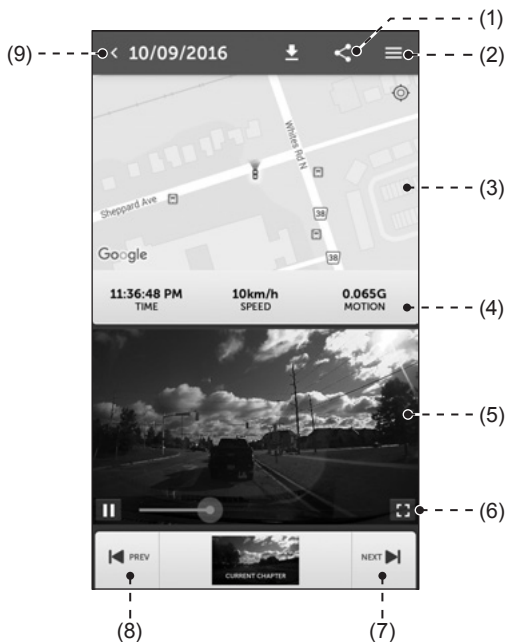 (1)
(9) < 10/09/2016
(2)
Whites Rd N
(3)
Sheppard Ave
38
38
Google
11:36:48 PM 10km/h 0.065G
TIME SPEED MOTION
(4)
(5)
(6)
PREV CURRENT CHAPTER NEXT
(8) (7)